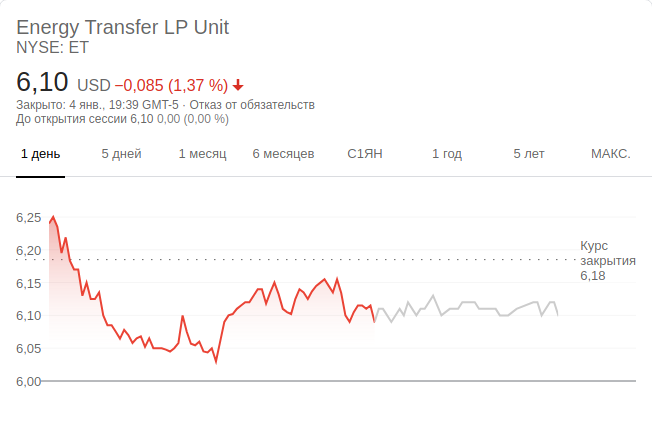 Energy Transfer LP Unit
NYSE: ET
6,10 USD −0,085 (1,37 %)
Закрыто: 4 янв., 19:39 GMT-5 · Отказ от обязательств
До открытия сессии 6,10 0,00 (0,00 %)
1 день 5 дней 1 месяц 6 месяцев С1ЯН 1 год 5 лет МАКС.
6,25
6,20
6,15
6,10
6,05
6,00
Курс
закрытия
6,18